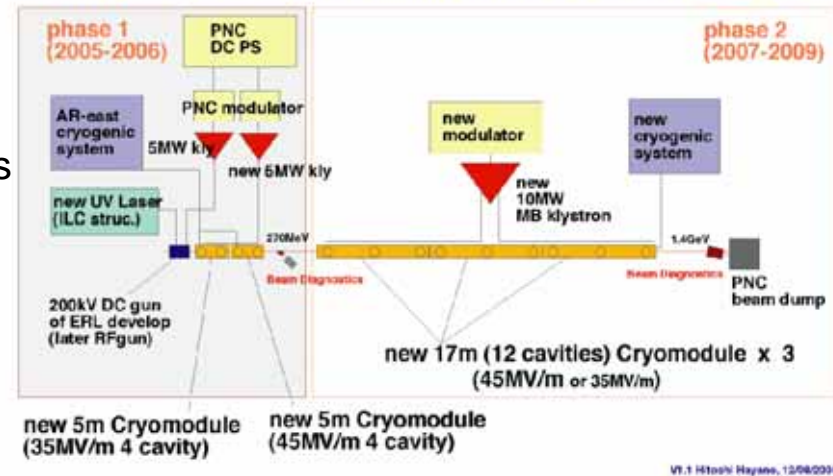 phase 1
(2005-2006)
PNC
DC PS
phase 2
(2007-2009)
AR-east
cryogenic
system
PNC modulator
5MW kly
new 5MW kly
new
modulator
new
cryogenic
system
s
new UV Laser
(ILC struc.)
new
10MW
MB klystron
270MeV
1.4GeV
Beam Diagnostics
Beam Diagnostics
PNC
beam dump
200kV DC gun
of ERL develop
(later RFgun)
new 17m (12 cavities) Cryomodule x 3
(45MV/m or 35MV/m)
new 5m Cryomodule
(35MV/m 4 cavity)
new 5m Cryomodule
(45MV/m 4 cavity)
V1.1 Hitoshi Hayano,